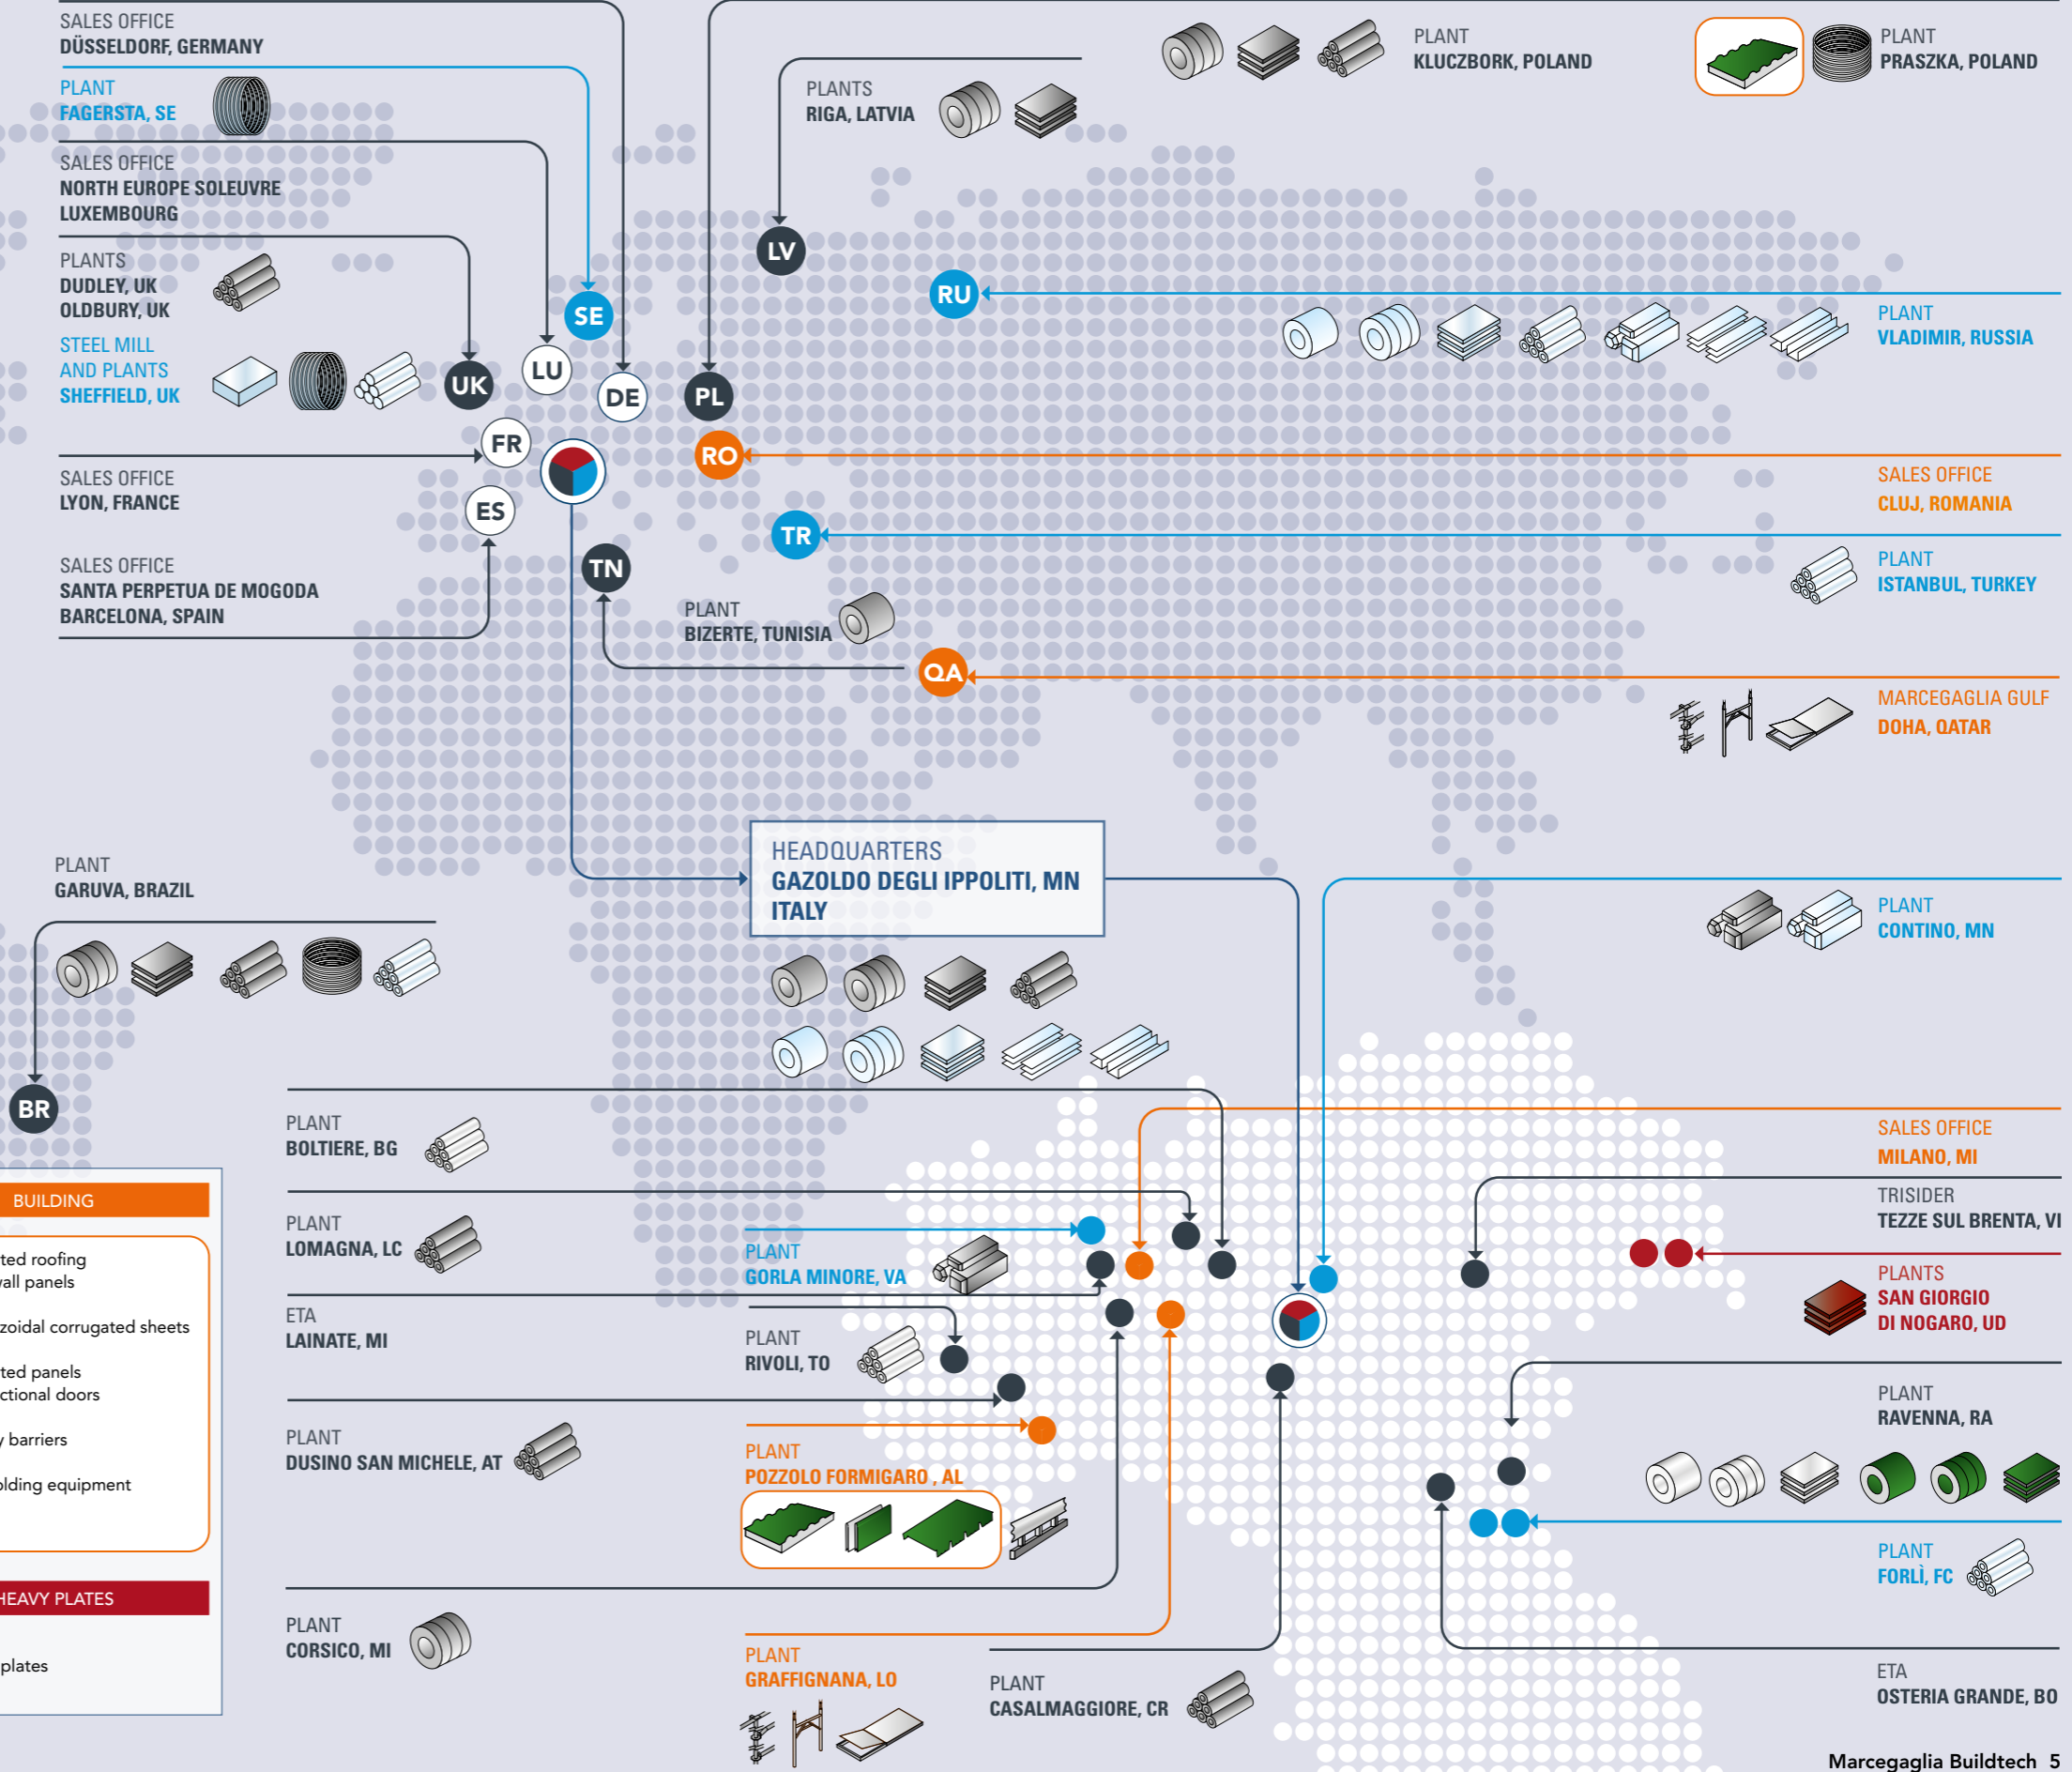 SALES OFFICE
DÜSSELDORF, GERMANY
PLANT
FAGERSTA, SE
SALES OFFICE
NORTH EUROPE SOLEUVRE
LUXEMBOURG
PLANTS
DUDLEY, UK
OLDBURY, UK
STEEL MILL
AND PLANTS
SHEFFIELD, UK
SALES OFFICE
LYON, FRANCE
SALES OFFICE
SANTA PERPETUA DE MOGODA
BARCELONA, SPAIN
PLANTS
RIGA, LATVIA
PLANT
KLUCZBORK, POLAND
PLANT
PRASZKA, POLAND
LV
RU
SE
LU
UK
DE
PL
FR
RO
ES
TR
TN
QA
PLANT
VLADIMIR, RUSSIA
SALES OFFICE
CLUJ, ROMANIA
PLANT
ISTANBUL, TURKEY
PLANT
BIZERTE, TUNISIA
MARCEGAGLIA GULF
DOHA, QATAR
HEADQUARTERS
GAZOLDO DEGLI IPPOLITI, MN
ITALY
PLANT
GARUVA, BRAZIL
BR
PLANT
CONTINO, MN
PLANT
BOLTIERE, BG
PLANT
LOMAGNA, LC
ETA
LAINATE, MI
PLANT
DUSINO SAN MICHELE, AT
PLANT
CORSICO, MI
PLANT
GORLA MINORE, VA
PLANT
RIVOLI, TO
PLANT
POZZOLO FORMIGARO , AL
PLANT
GRAFFIGNANA, LO
PLANT
CASALMAGGIORE, CR
SALES OFFICE
MILANO, MI
TRISIDER
TEZZE SUL BRENTA, VI
PLANTS
SAN GIORGIO
DI NOGARO, UD
PLANT
RAVENNA, RA
PLANT
FORLÌ, FC
ETA
OSTERIA GRANDE, BO
BUILDING
ted roofing
wall panels
zoidal corrugated sheets
ted panels
ctional doors
y barriers
olding equipment
HEAVY PLATES
plates
Marcegaglia Buildtech 5